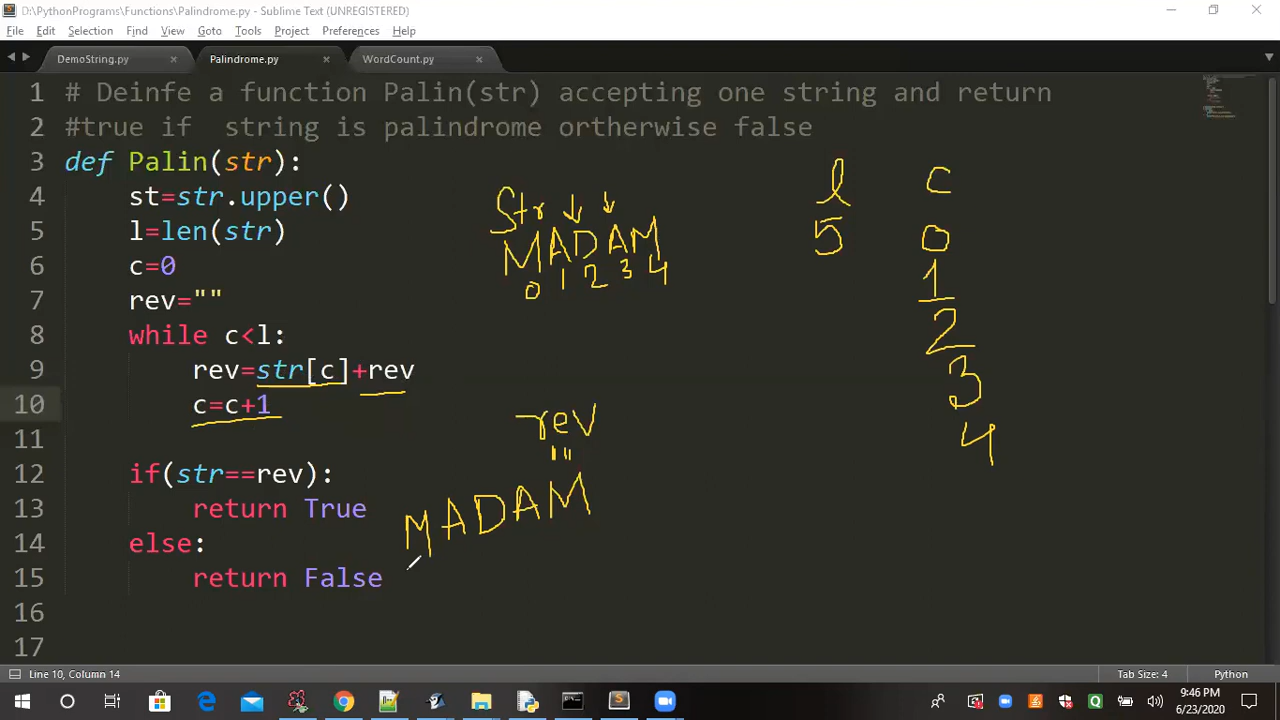 D:\PythonPrograms\Functions\Palindrome.py - Sublime Text (UNREGISTERED)
File Edit Selection Find View Goto Tools Project Preferences Help
DemoString.py Palindrome.py WordCount.py
1 # Deinfe a function Palin(str) accepting one string and return
2 #true if string is palindrome ortherwise false
3 def Palin(str):
4 st=str.upper()
5 l=len(str)
6 c=0
7 rev=""
8 while c<l:
9 rev=str[c]+rev
10 c=c+1
11
12 if(str==rev):
13 return True
14 else:
15 return False
16
17
Str
MADAM
0 1 2 3 4
l c
5 0
1
2
3
4
rev
""
MADAM
Line 10, Column 14 Tab Size: 4 Python
9:46 PM
6/23/2020